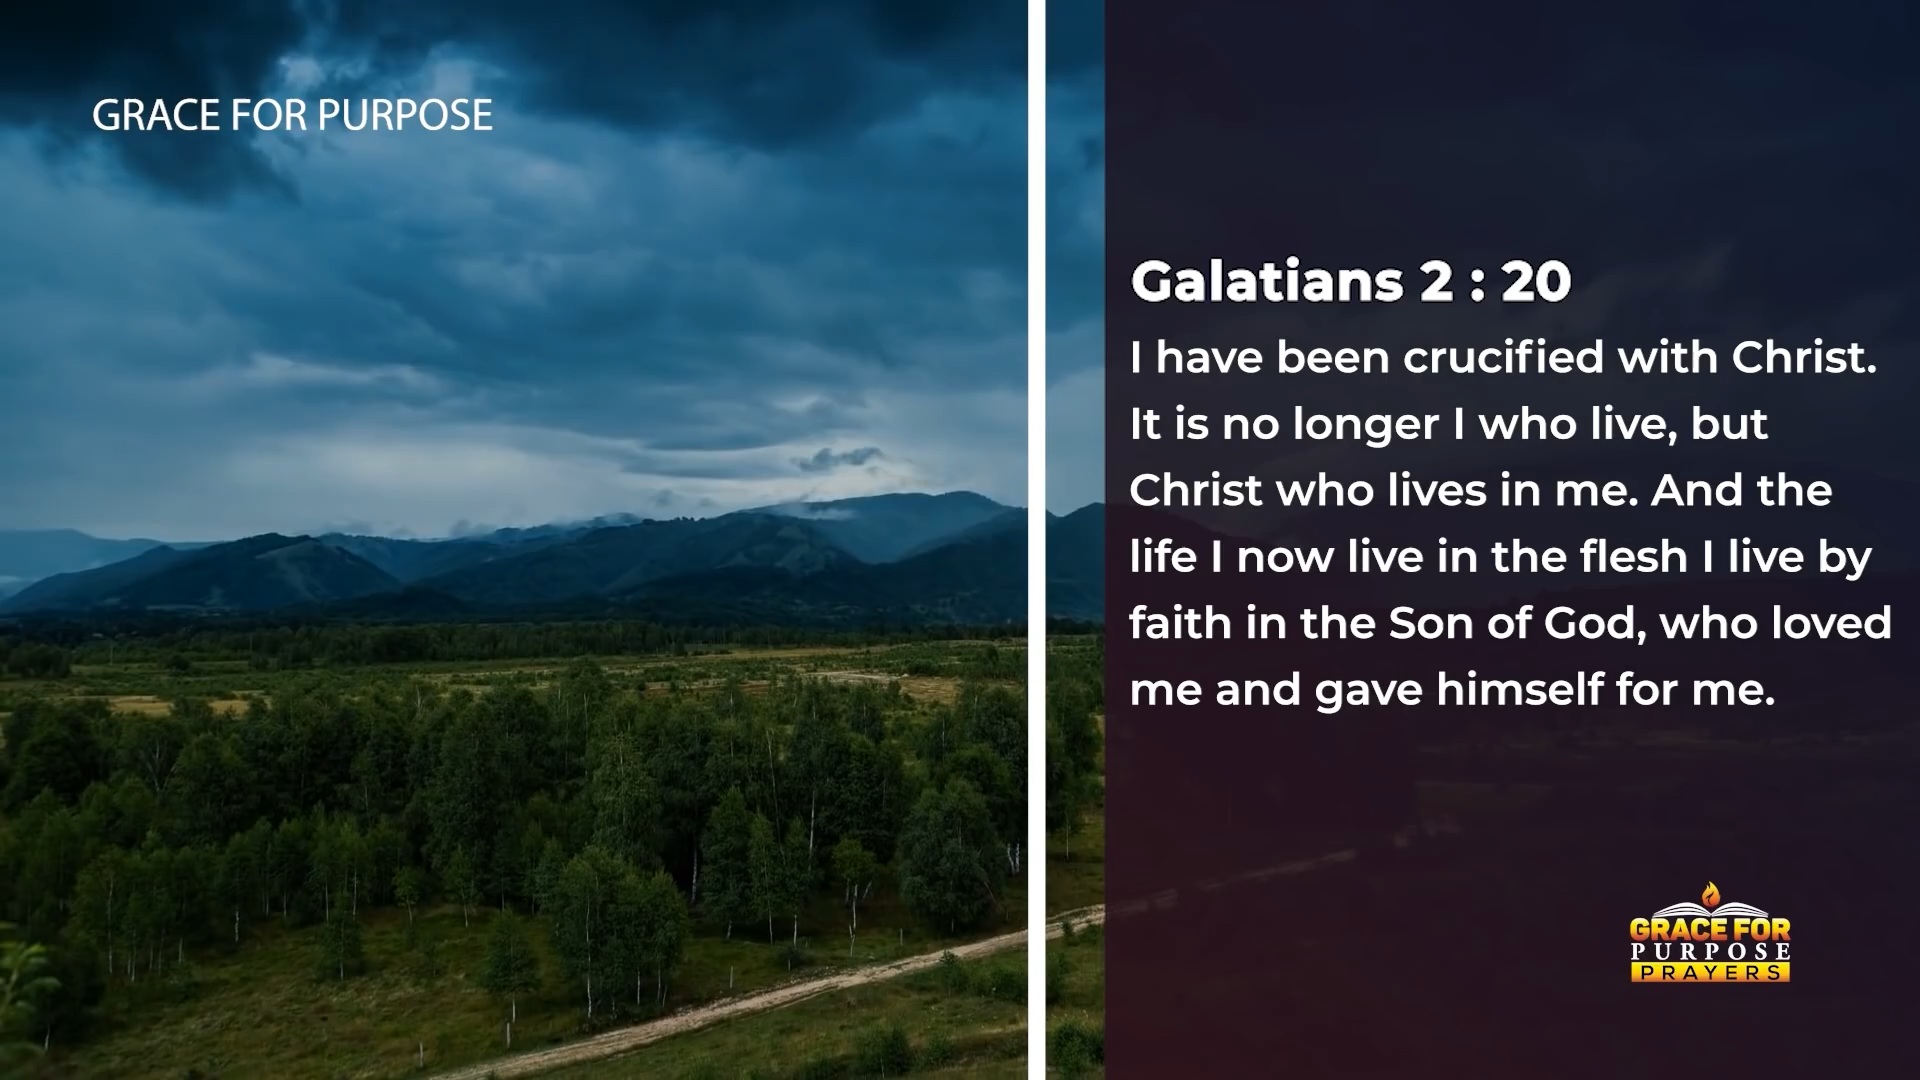 GRACE FOR PURPOSE
Galatians 2 : 20
I have been crucified with Christ.
It is no longer I who live, but
Christ who lives in me. And the
life I now live in the flesh I live by
faith in the Son of God, who loved
me and gave himself for me.
GRACE FOR
PURPOSE
PRAYERS